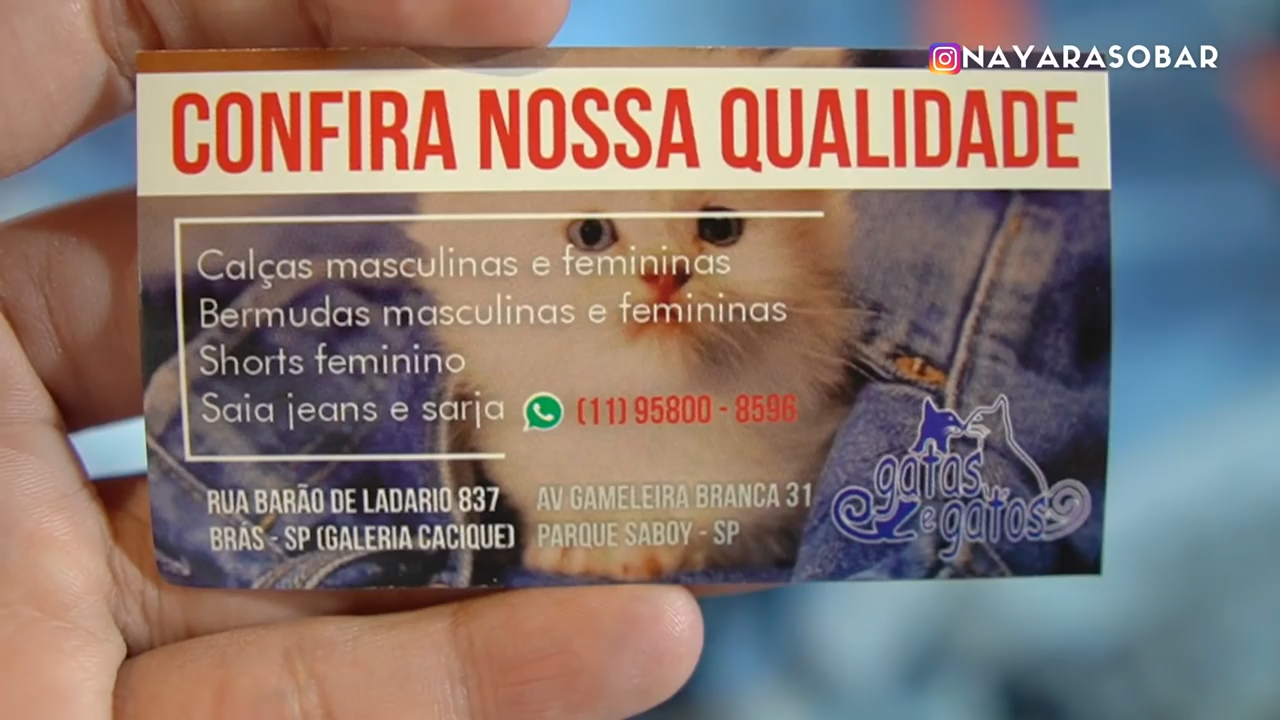 NAYARASOBAR
CONFIRA NOSSA QUALIDADE
Calças masculinas e femininas
Bermudas masculinas e femininas
Shorts feminino
Saia jeans e sarja
(11) 95800 - 8596
RUA BARÃO DE LADARIO 837
BRÁS - SP (GALERIA CACIQUE)
AV GAMELEIRA BRANCA 31
PARQUE SABOY - SP
gatas
e gatos